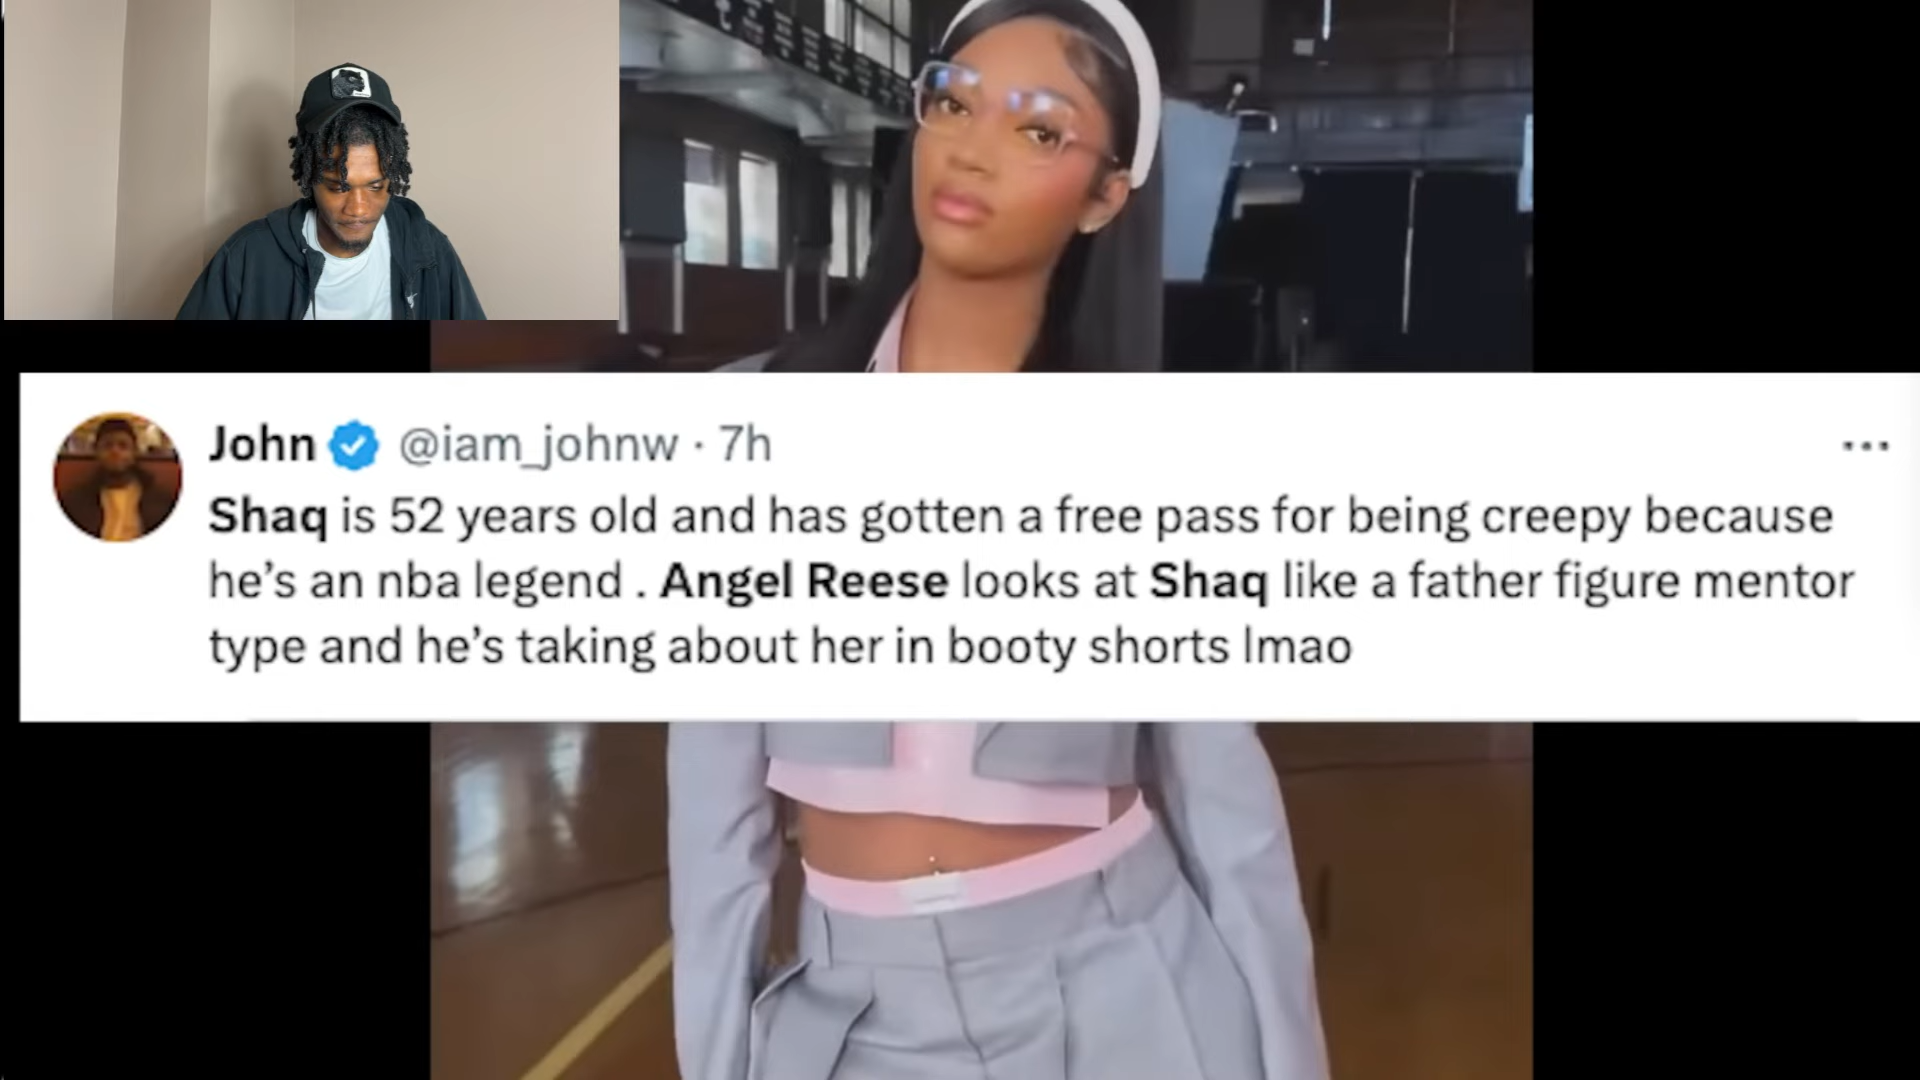 John @iam_johnw · 7h
Shaq is 52 years old and has gotten a free pass for being creepy because
he's an nba legend . Angel Reese looks at Shaq like a father figure mentor
type and he's taking about her in booty shorts lmao